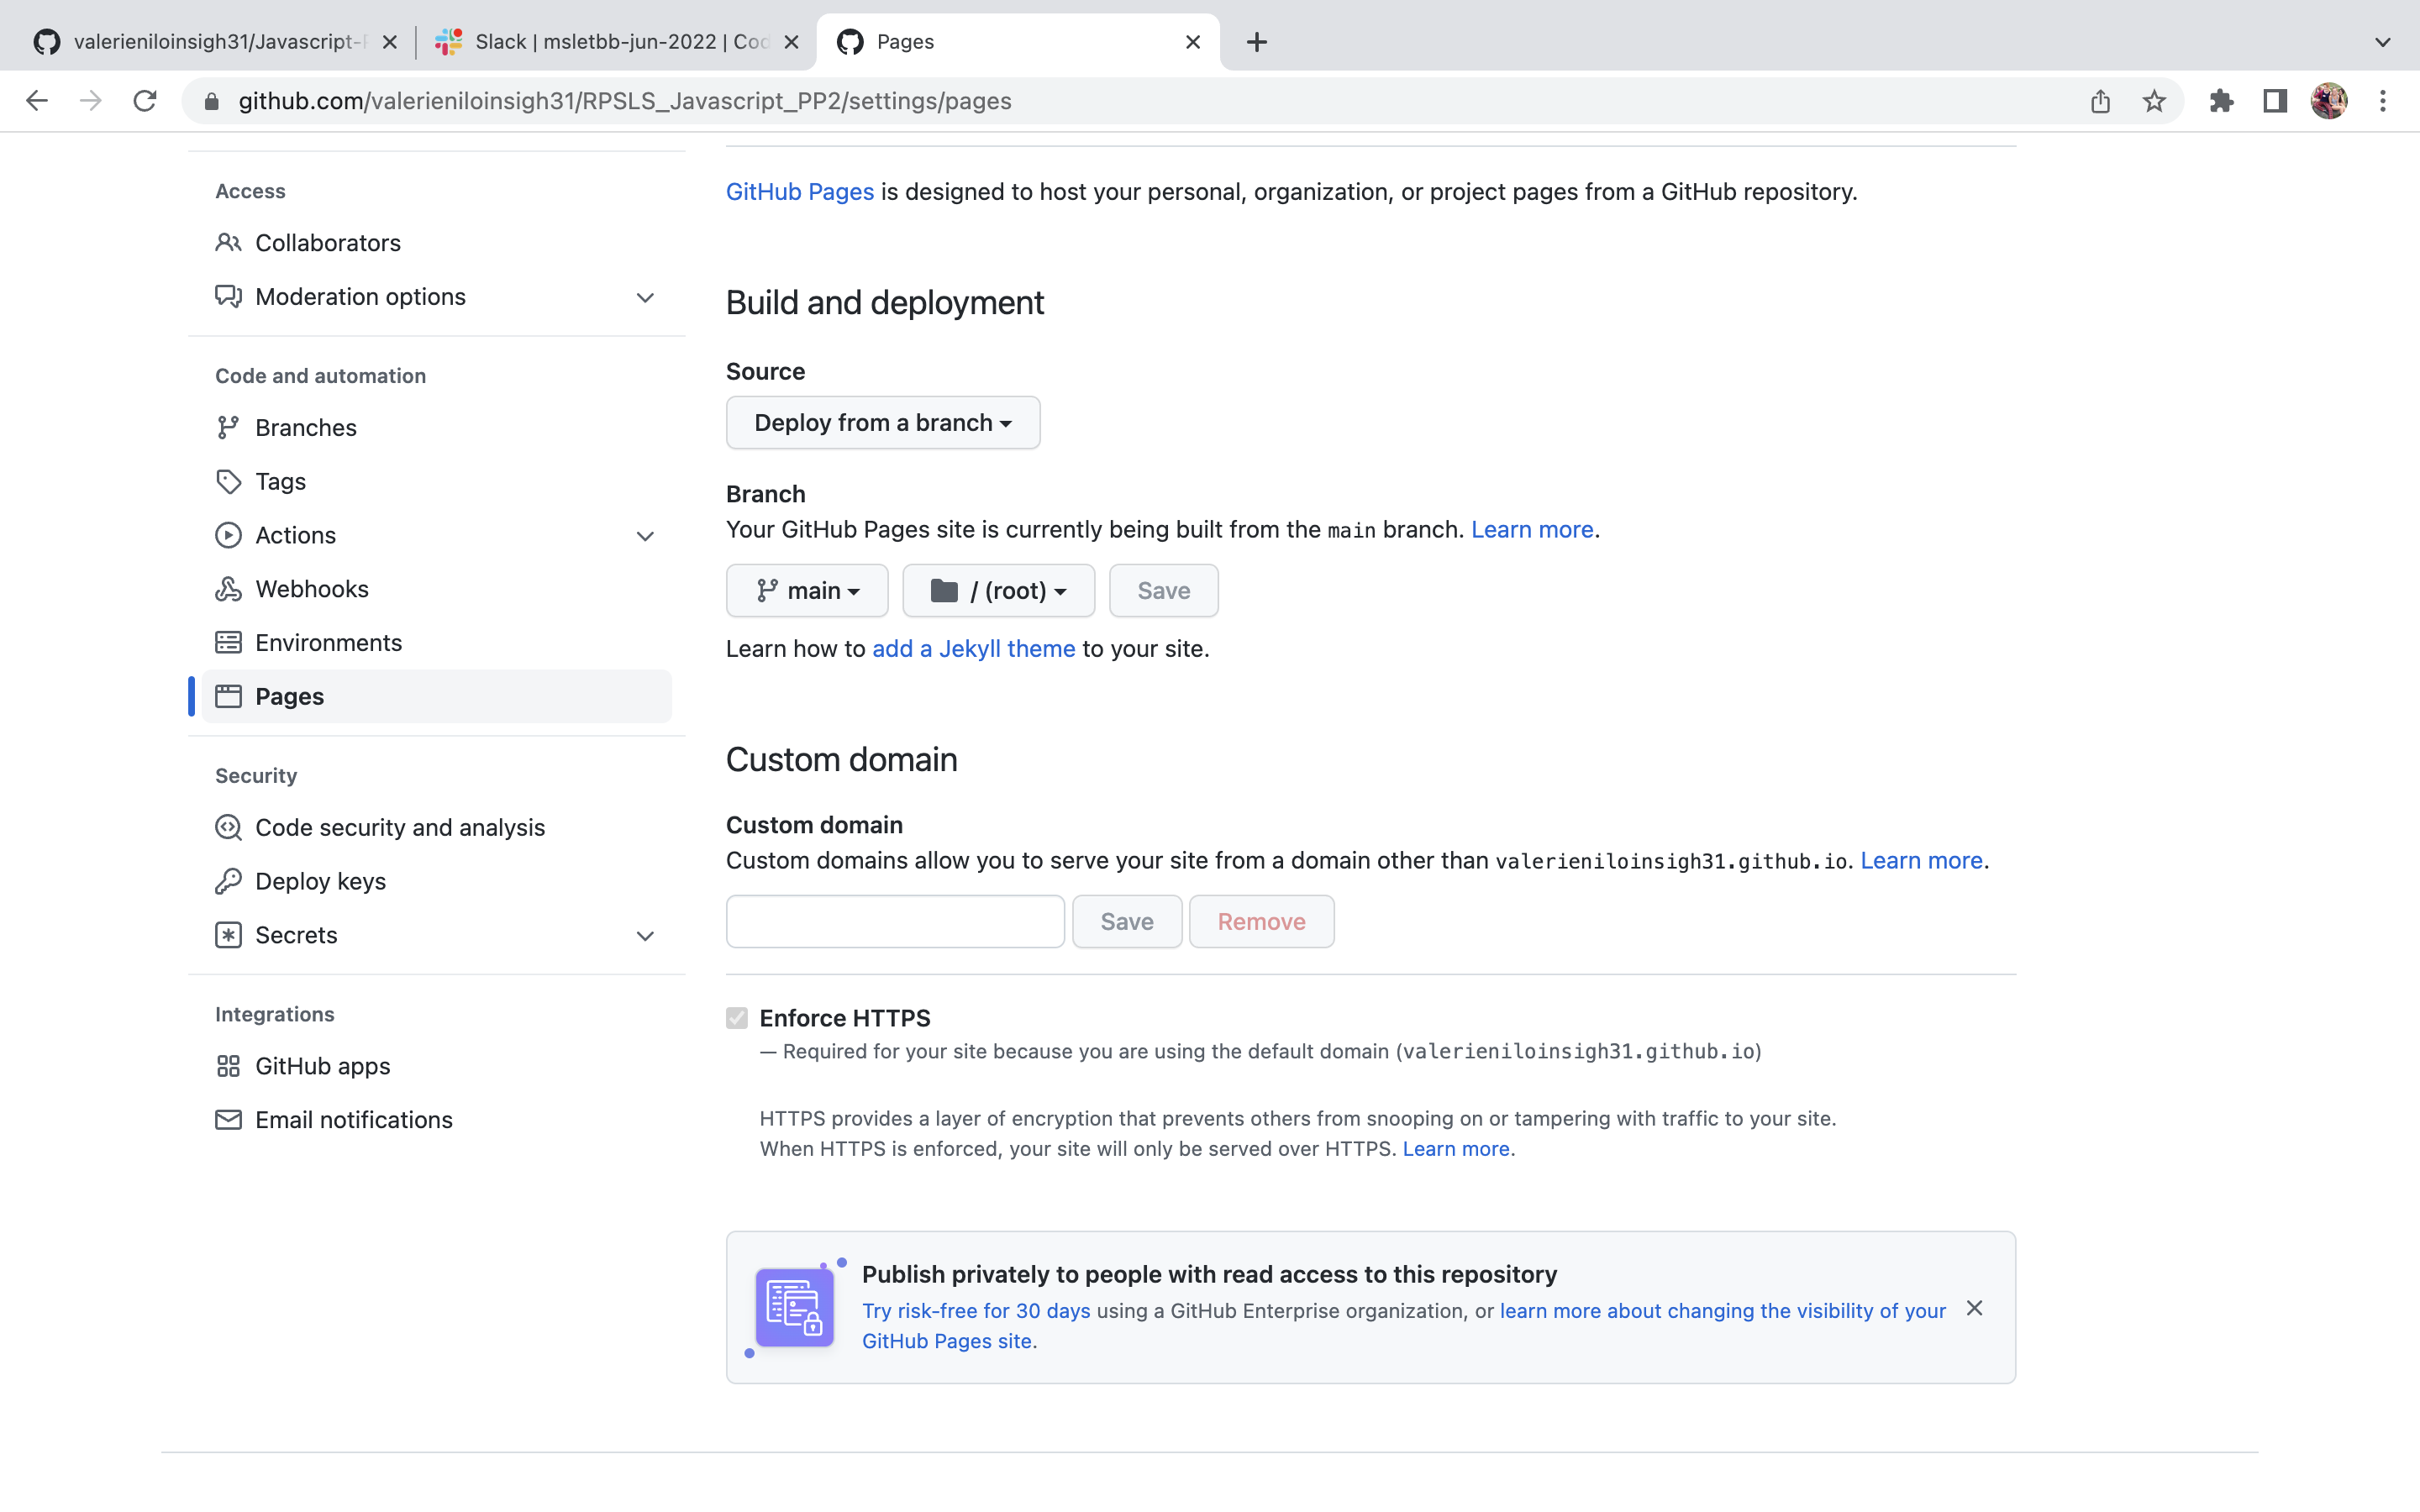 valerieniloinsigh31/Javascript-
Slack | msletbb-jun-2022 | Cod
Pages
github.com/valerieniloinsigh31/RPSLS_Javascript_PP2/settings/pages
Access
Collaborators
Moderation options
Code and automation
Branches
Tags
Actions
Webhooks
Environments
Pages
Security
Code security and analysis
Deploy keys
Secrets
Integrations
GitHub apps
Email notifications
GitHub Pages is designed to host your personal, organization, or project pages from a GitHub repository.
Build and deployment
Source
Deploy from a branch
Branch
Your GitHub Pages site is currently being built from the main branch. Learn more.
main / (root) Save
Learn how to add a Jekyll theme to your site.
Custom domain
Custom domain
Custom domains allow you to serve your site from a domain other than valerieniloinsigh31.github.io. Learn more.
Save Remove
Enforce HTTPS
— Required for your site because you are using the default domain (valerieniloinsigh31.github.io)
HTTPS provides a layer of encryption that prevents others from snooping on or tampering with traffic to your site.
When HTTPS is enforced, your site will only be served over HTTPS. Learn more.
Publish privately to people with read access to this repository
Try risk-free for 30 days using a GitHub Enterprise organization, or learn more about changing the visibility of your
GitHub Pages site.